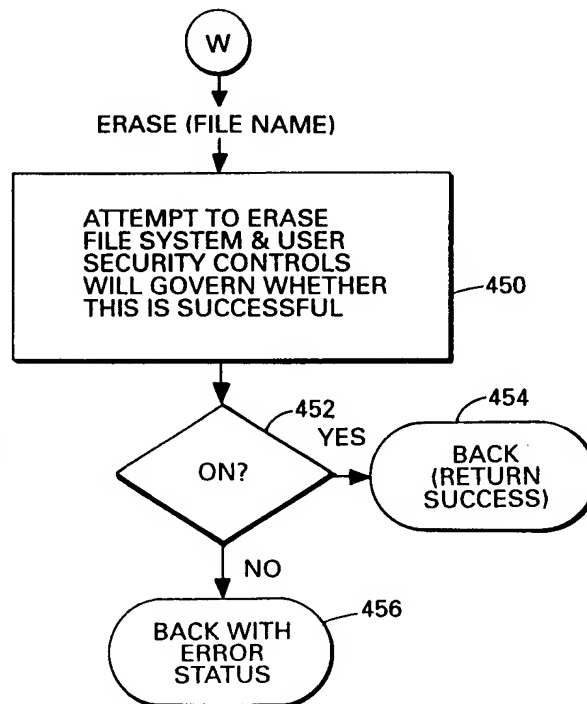 W
ERASE (FILE NAME)
ATTEMPT TO ERASE
FILE SYSTEM & USER
SECURITY CONTROLS
WILL GOVERN WHETHER
THIS IS SUCCESSFUL
450
452
ON?
YES
454
BACK
(RETURN
SUCCESS)
NO
456
BACK WITH
ERROR
STATUS